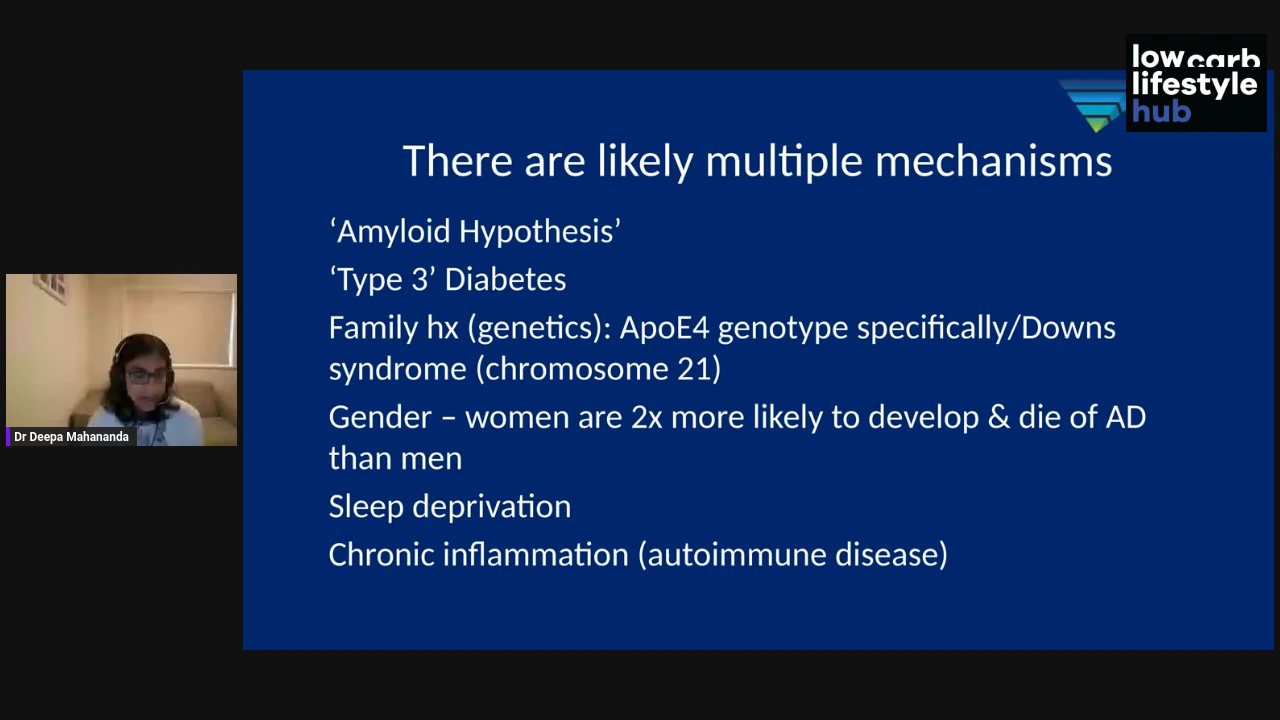 low carb
lifestyle
hub
There are likely multiple mechanisms
‘Amyloid Hypothesis’
‘Type 3’ Diabetes
Family hx (genetics): ApoE4 genotype specifically/Downs
syndrome (chromosome 21)
Gender – women are 2x more likely to develop & die of AD
than men
Sleep deprivation
Chronic inflammation (autoimmune disease)
Dr Deepa Mahananda